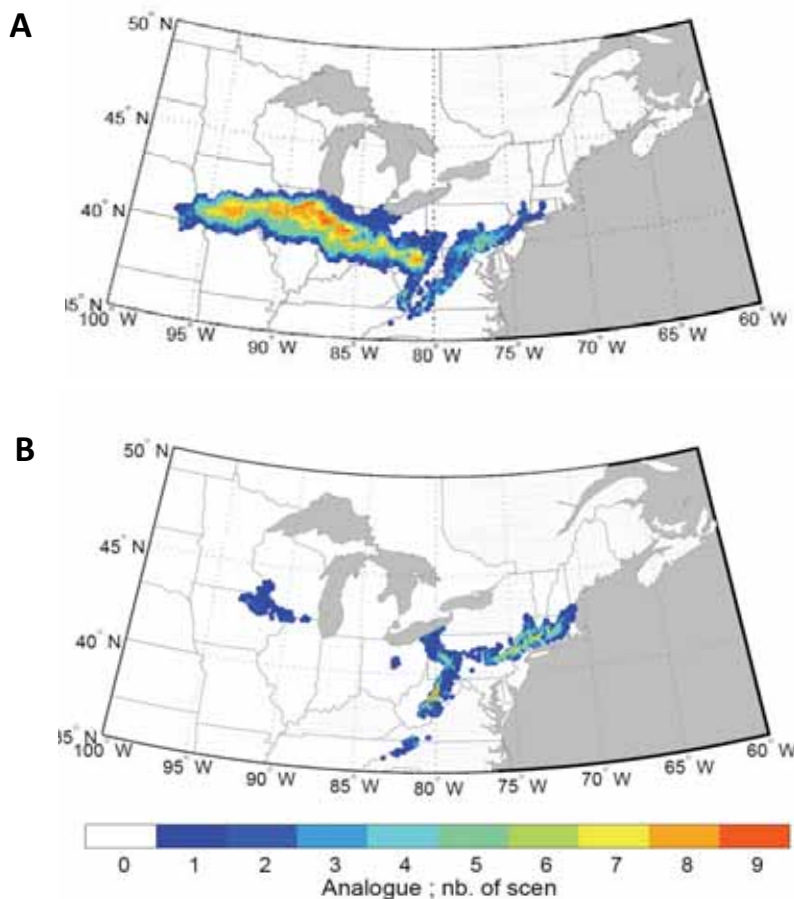 A
50° N
45° N
40° N
35° N
100° W
95° W
90° W
85° W
80° W
75° W
70° W
65° W
60° W
B
50° N
45° N
40° N
35° N
100° W
95° W
90° W
85° W
80° W
75° W
70° W
65° W
60° W
0 1 2 3 4 5 6 7 8 9
Analogue ; nb. of scen